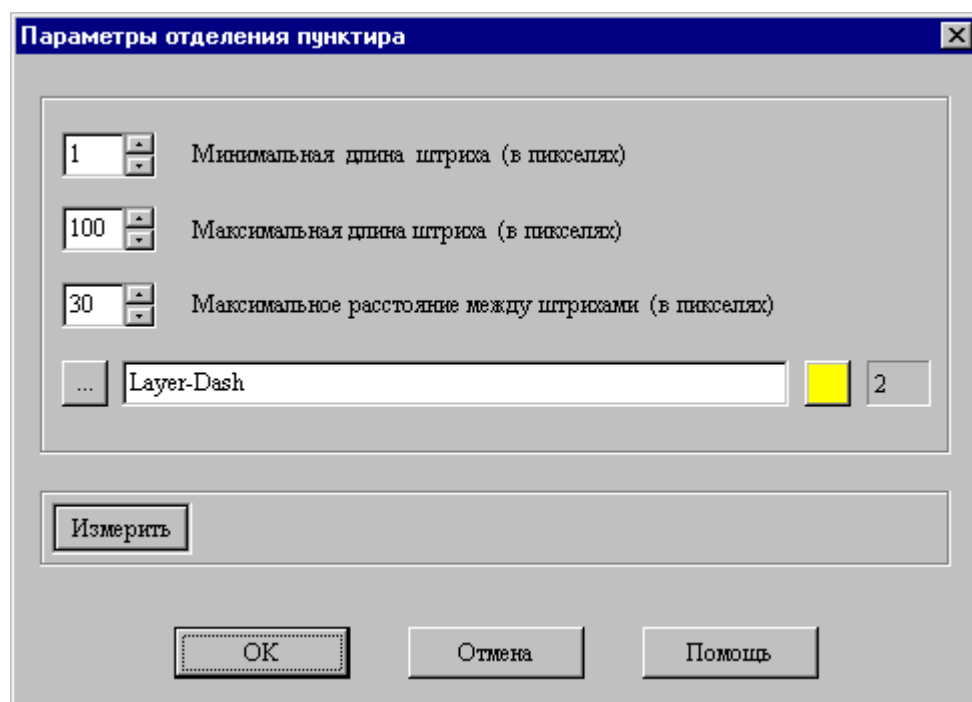 Параметры отделения пунктира
1 Минимальная длина штриха (в пикселях)
100 Максимальная длина штриха (в пикселях)
30 Максимальное расстояние между штрихами (в пикселях)
... Layer-Dash 2
Измерить
OK Отмена Помощь